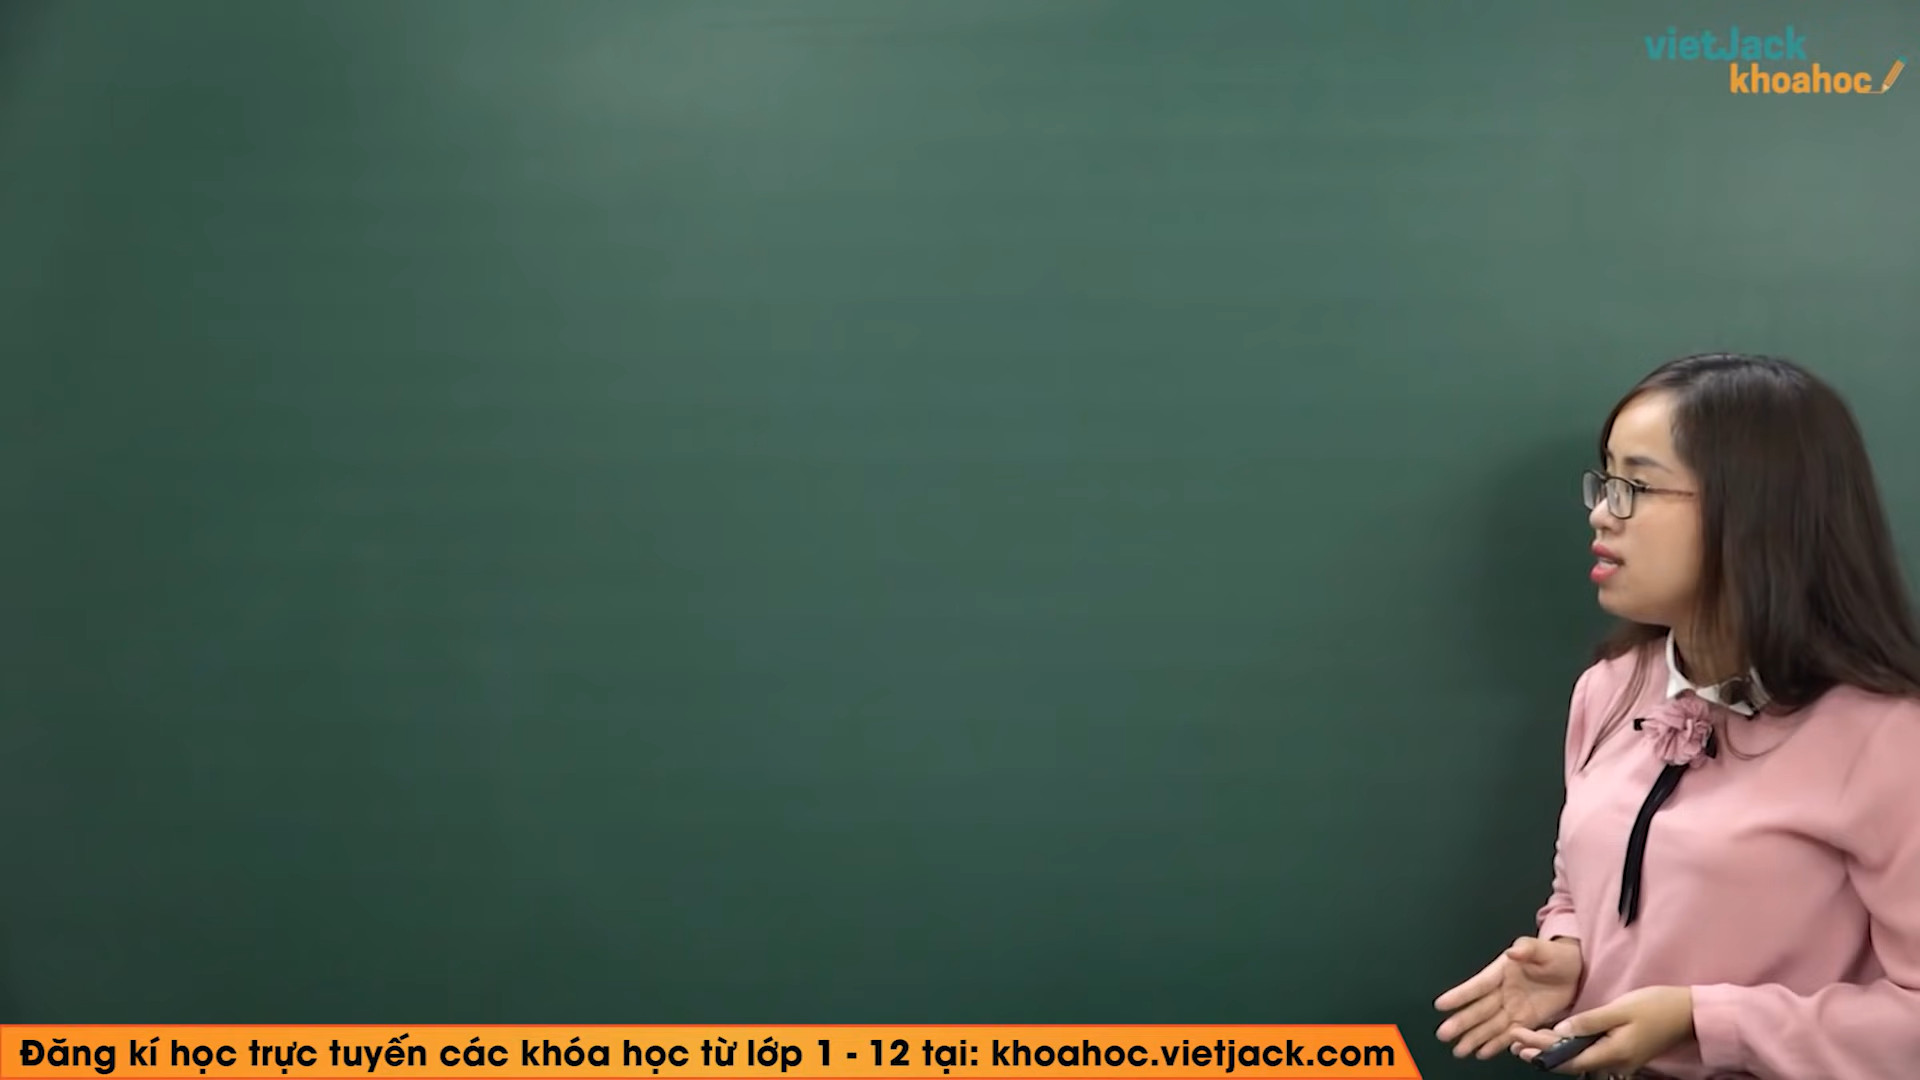 vietJack
khoahoc
Đăng kí học trực tuyến các khóa học từ lớp 1 - 12 tại: khoahoc.vietjack.com